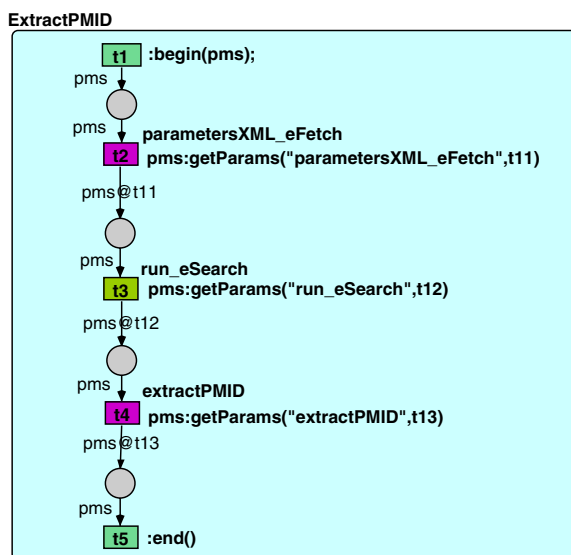 ExtractPMID
t1 :begin(pms);
pms
pms
parametersXML_eFetch
t2 pms:getParams("parametersXML_eFetch",t11)
pms@t11
pms
run_eSearch
t3 pms:getParams("run_eSearch",t12)
pms@t12
pms
extractPMID
t4 pms:getParams("extractPMID",t13)
pms@t13
pms
t5 :end()